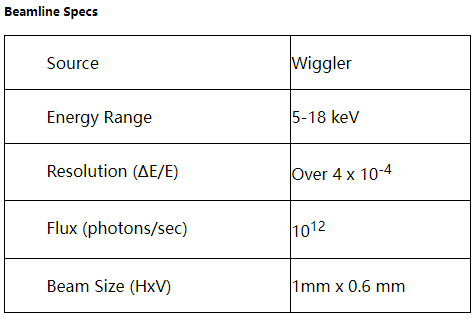 Beamline Specs
Source Wiggler
Energy Range 5-18 keV
Resolution (ΔE/E) Over 4 x 10⁻⁴
Flux (photons/sec) 10¹²
Beam Size (HxV) 1mm x 0.6 mm